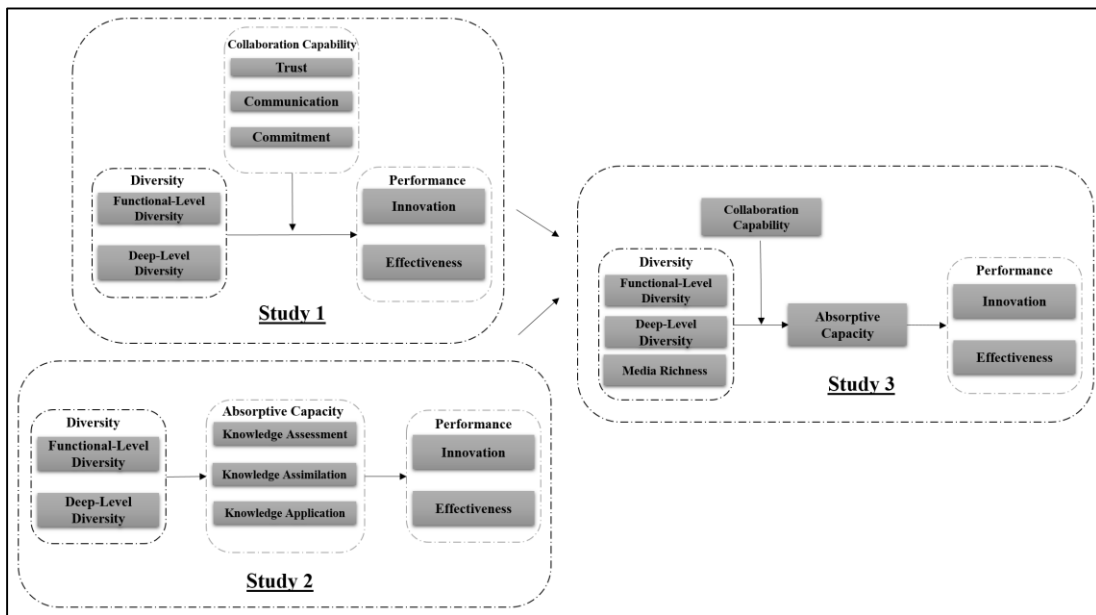 Collaboration Capability
Trust
Communication
Commitment
Diversity
Functional-Level
Diversity
Deep-Level
Diversity
Performance
Innovation
Effectiveness
Study 1
Diversity
Functional-Level
Diversity
Deep-Level
Diversity
Absorptive Capacity
Knowledge Assessment
Knowledge Assimilation
Knowledge Application
Performance
Innovation
Effectiveness
Study 2
Collaboration
Capability
Diversity
Functional-Level
Diversity
Deep-Level
Diversity
Media Richness
Absorptive
Capacity
Performance
Innovation
Effectiveness
Study 3